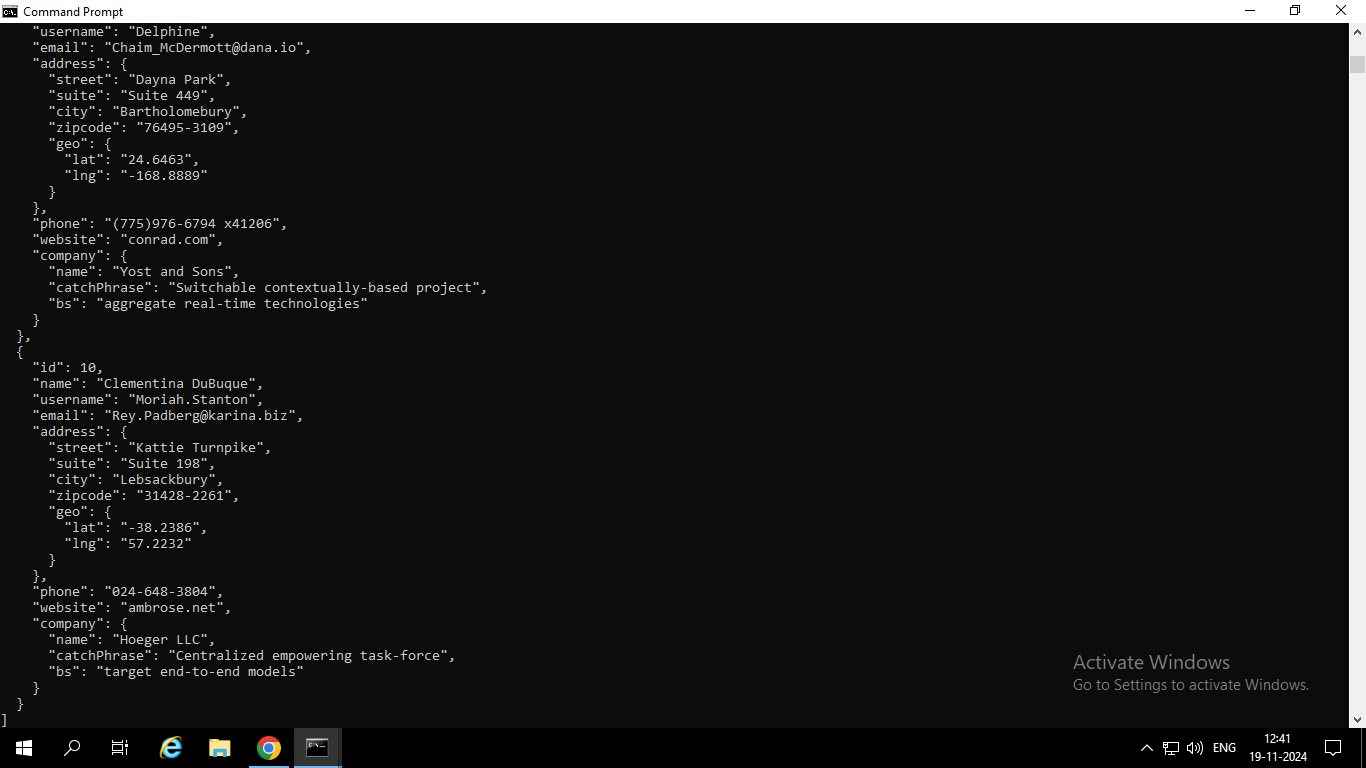 Command Prompt
    "username": "Delphine",
    "email": "Chaim_McDermott@dana.io",
    "address": {
      "street": "Dayna Park",
      "suite": "Suite 449",
      "city": "Bartholomebury",
      "zipcode": "76495-3109",
      "geo": {
        "lat": "24.6463",
        "lng": "-168.8889"
      }
    },
    "phone": "(775)976-6794 x41206",
    "website": "conrad.com",
    "company": {
      "name": "Yost and Sons",
      "catchPhrase": "Switchable contextually-based project",
      "bs": "aggregate real-time technologies"
    }
  },
  {
    "id": 10,
    "name": "Clementina DuBuque",
    "username": "Moriah.Stanton",
    "email": "Rey.Padberg@karina.biz",
    "address": {
      "street": "Kattie Turnpike",
      "suite": "Suite 198",
      "city": "Lebsackbury",
      "zipcode": "31428-2261",
      "geo": {
        "lat": "-38.2386",
        "lng": "57.2232"
      }
    },
    "phone": "024-648-3804",
    "website": "ambrose.net",
    "company": {
      "name": "Hoeger LLC",
      "catchPhrase": "Centralized empowering task-force",
      "bs": "target end-to-end models"
    }
  }
]
Activate Windows
Go to Settings to activate Windows.
ENG
12:41
19-11-2024